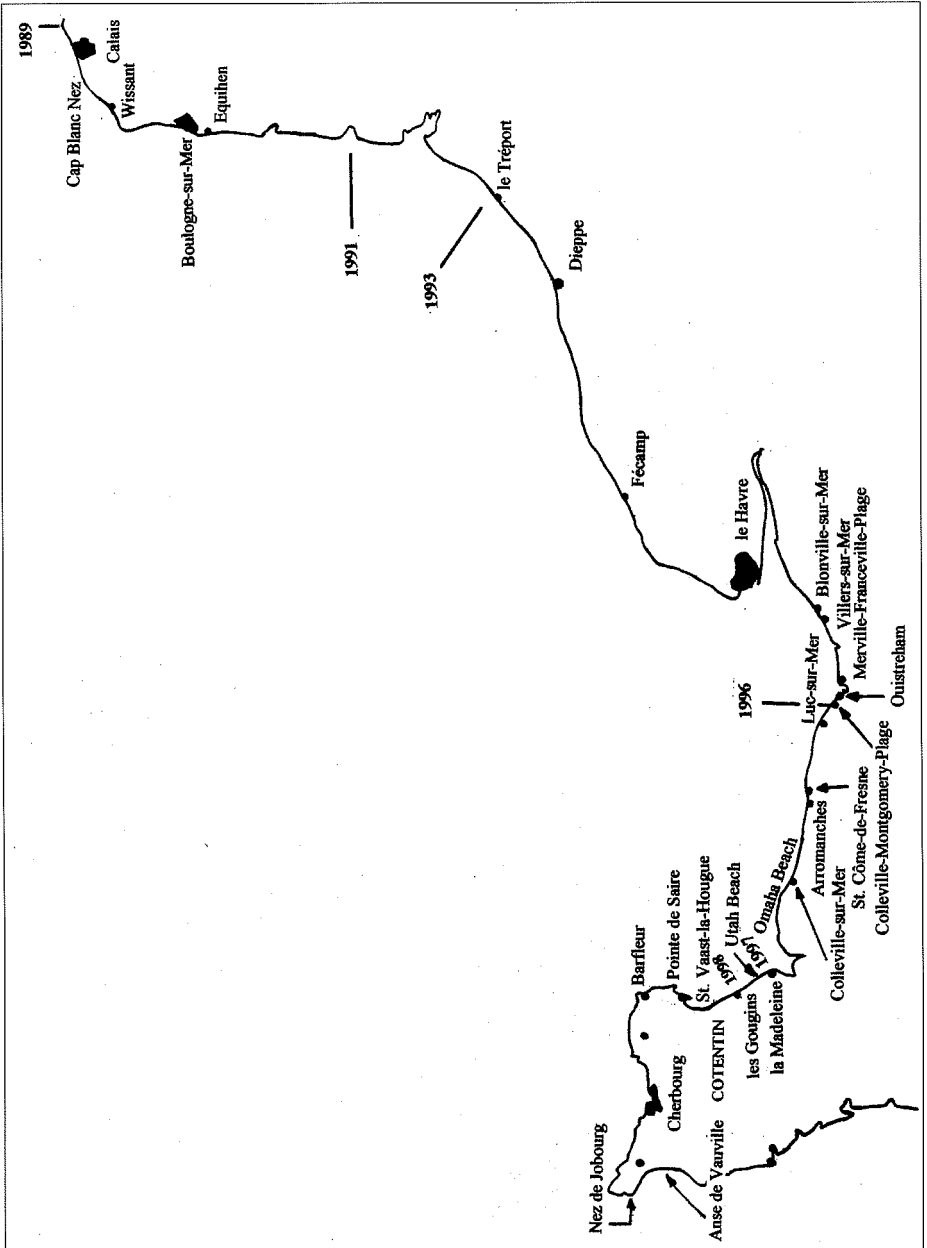 1989
Calais
Cap Blanc Nez
Wissant
Boulogne-sur-Mer
Equihen
1991
le Tréport
1993
Dieppe
Fécamp
le Havre
Blonville-sur-Mer
Villers-sur-Mer
Merville-Franceville-Plage
Ouistreham
1996
Luc-sur-Mer
Colleville-Montgomery-Plage
St. Côme-de-Fresne
Arromanches
Omaha Beach
Colleville-sur-Mer
1997
Utah Beach
1998
la Madeleine
les Gougins
St. Vaast-la-Hougue
Pointe de Saire
Barfleur
COTENTIN
Cherbourg
Nez de Jobourg
Anse de Vauville